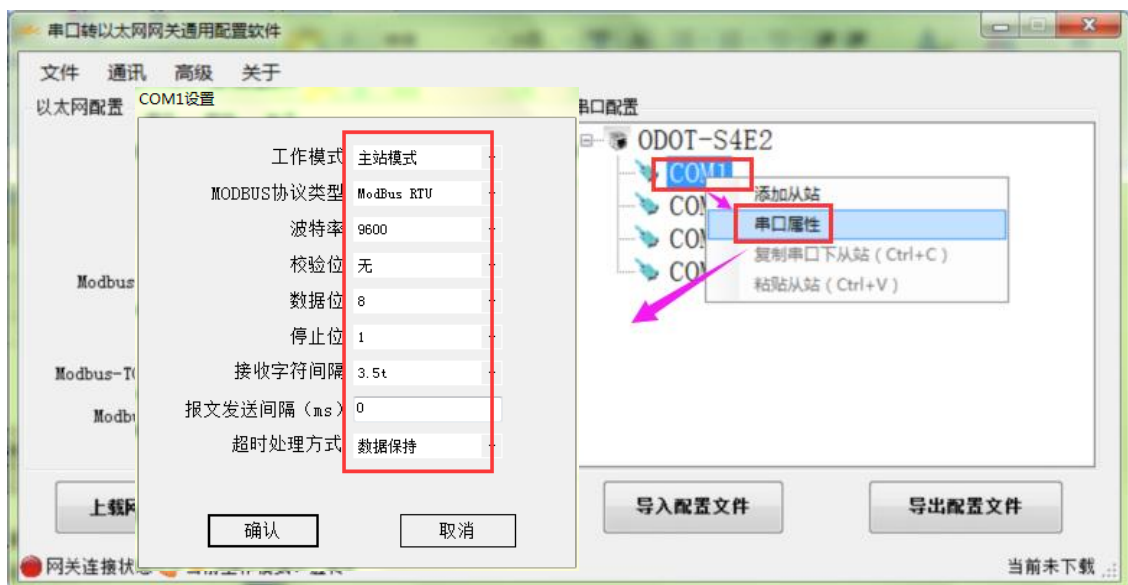 串口转以太网网关通用配置软件
文件 通讯 高级 关于
以太网配置
COM1设置
工作模式 主站模式
MODBUS协议类型 ModBus RTU
波特率 9600
校验位 无
数据位 8
停止位 1
接收字符间隔 3.5t
报文发送间隔（ms） 0
超时处理方式 数据保持
确认 取消
Modbus
Modbus-T
Modb
串口配置
ODOT-S4E2
COM1
COM
COM
COM
添加从站
串口属性
复制串口下从站（Ctrl+C）
粘贴从站（Ctrl+V）
上载网
导入配置文件
导出配置文件
网关连接状
当前未下载